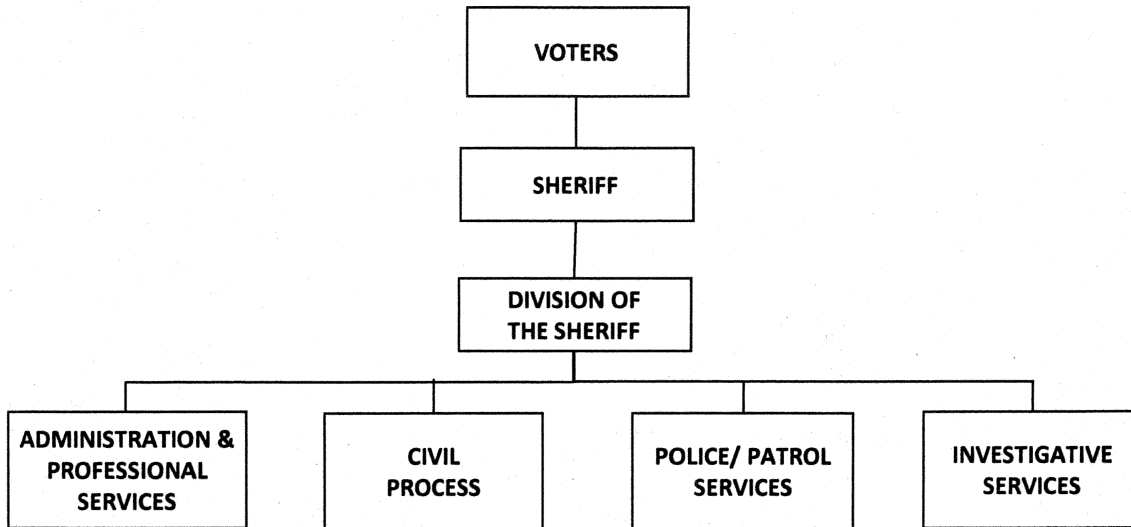 VOTERS
SHERIFF
DIVISION OF
THE SHERIFF
ADMINISTRATION &
PROFESSIONAL
SERVICES
CIVIL
PROCESS
POLICE/ PATROL
SERVICES
INVESTIGATIVE
SERVICES